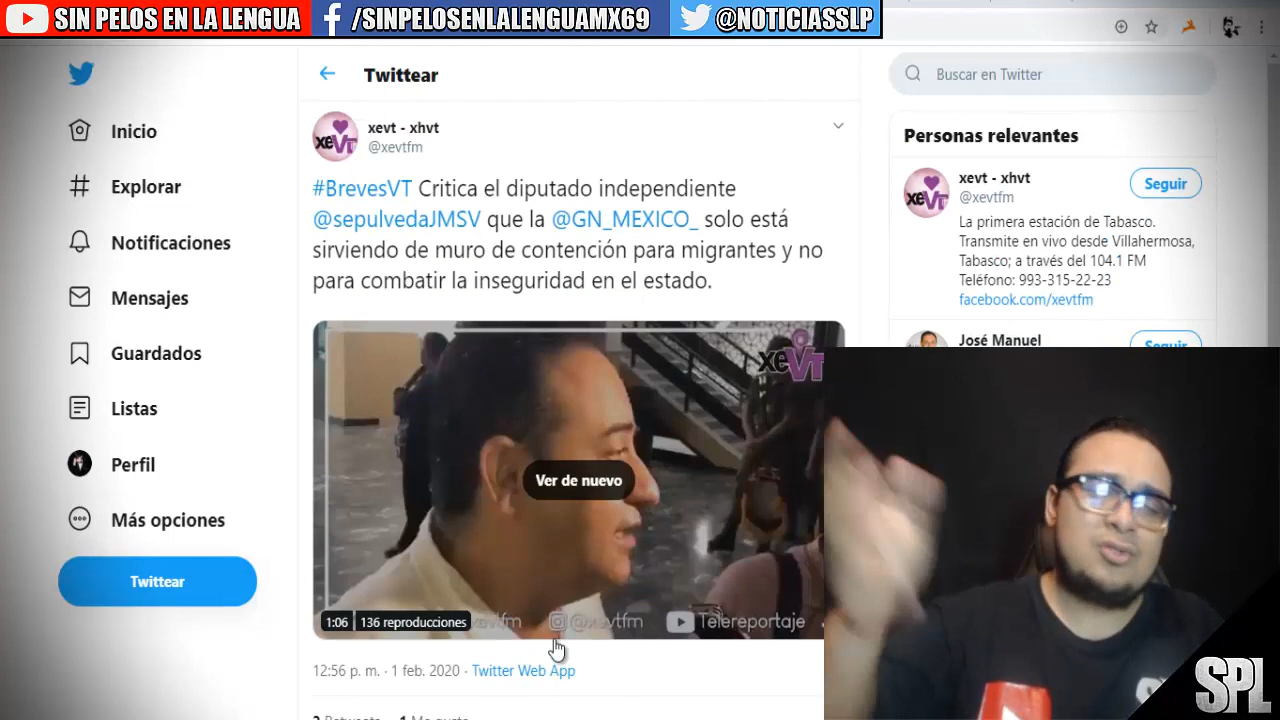 SIN PELOS EN LA LENGUA
/SINPELOSENLALENGUAMX69
@NOTICIASSLP
Inicio
Explorar
Notificaciones
Mensajes
Guardados
Listas
Perfil
Más opciones
Twittear
Twittear
xeVT
xevt - xhvt
@xevtfm
#BrevesVT Critica el diputado independiente
@sepulvedaJMSV que la @GN_MEXICO_ solo está
sirviendo de muro de contención para migrantes y no
para combatir la inseguridad en el estado.
xeVT
Ver de nuevo
1:06 136 reproducciones
@xevtfm
Telereportaje
12:56 p. m. · 1 feb. 2020 · Twitter Web App
Buscar en Twitter
Personas relevantes
xeVT
xevt - xhvt
@xevtfm
Seguir
La primera estación de Tabasco.
Transmite en vivo desde Villahermosa,
Tabasco; a través del 104.1 FM
Teléfono: 993-315-22-23
facebook.com/xevtfm
José Manuel
Seguir
SPL